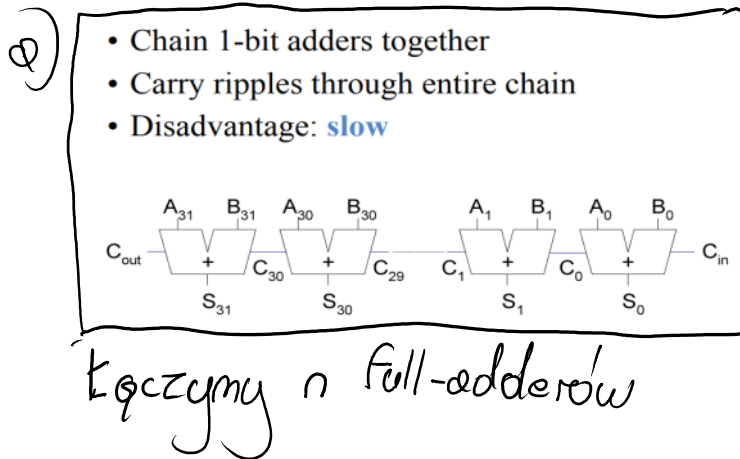 a)
• Chain 1-bit adders together
• Carry ripples through entire chain
• Disadvantage: slow
A31 B31 A30 B30 A1 B1 A0 B0
Cout + C30 + C29 C1 + C0 + Cin
S31 S30 S1 S0
Łączymy n full-adderów